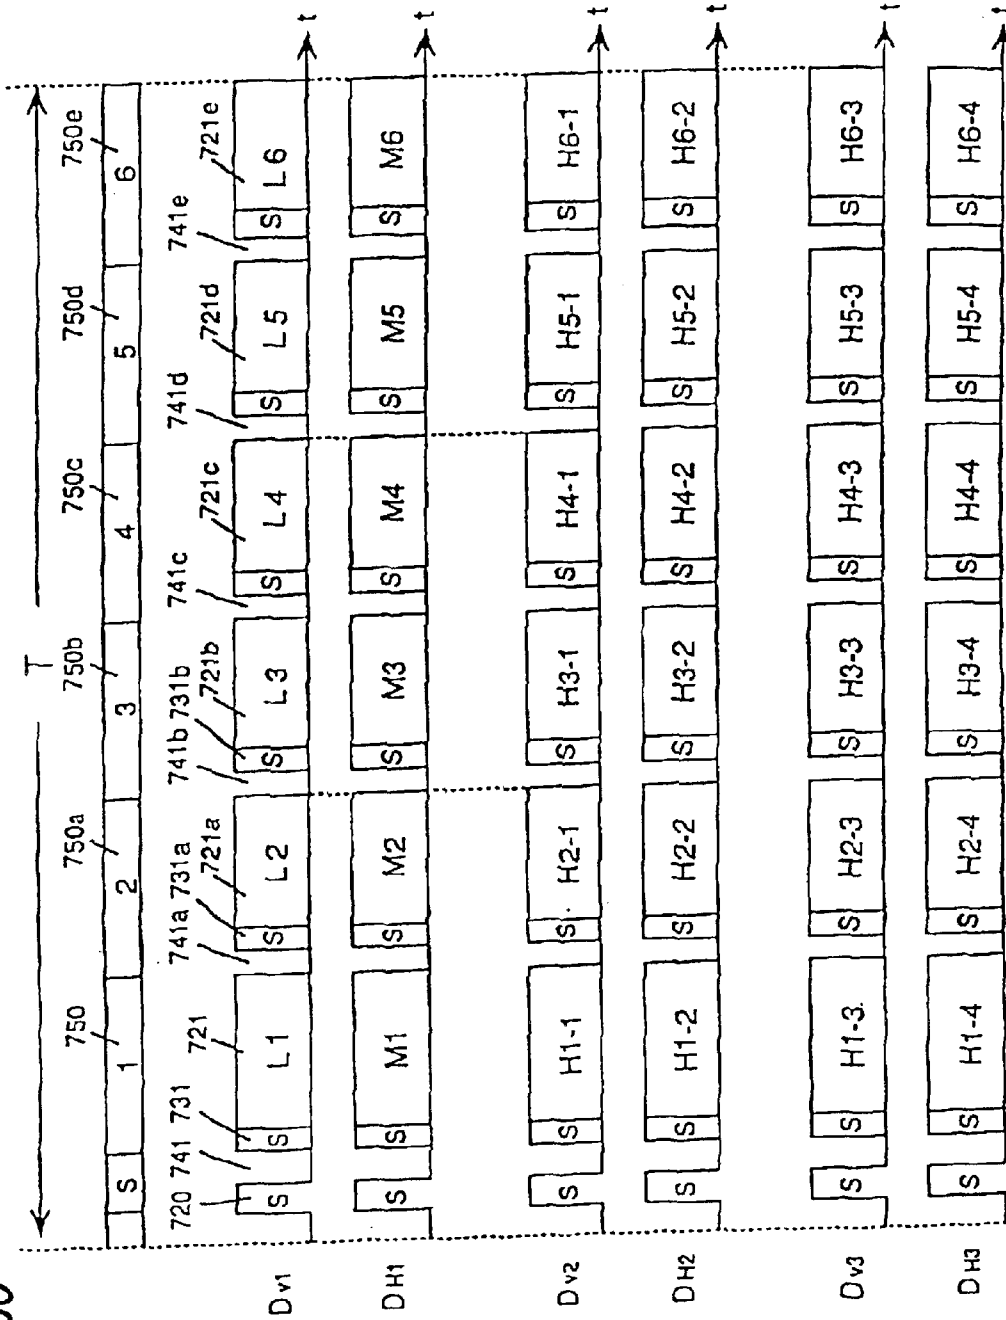 T
750 750a 750b 750c 750d 750e
S 1 2 3 4 5 6
720 741 731 721 741a 731a 721a 741b 731b 721b 741c 721c 741d 721d 741e 721e
Dv1 S S L1 S L2 S L3 S L4 S L5 S L6 t
DH1 S S M1 S M2 S M3 S M4 S M5 S M6 t
Dv2 S S H1-1 S H2-1 S H3-1 S H4-1 S H5-1 S H6-1 t
DH2 S S H1-2 S H2-2 S H3-2 S H4-2 S H5-2 S H6-2 t
Dv3 S S H1-3 S H2-3 S H3-3 S H4-3 S H5-3 S H6-3 t
DH3 S S H1-4 S H2-4 S H3-4 S H4-4 S H5-4 S H6-4 t